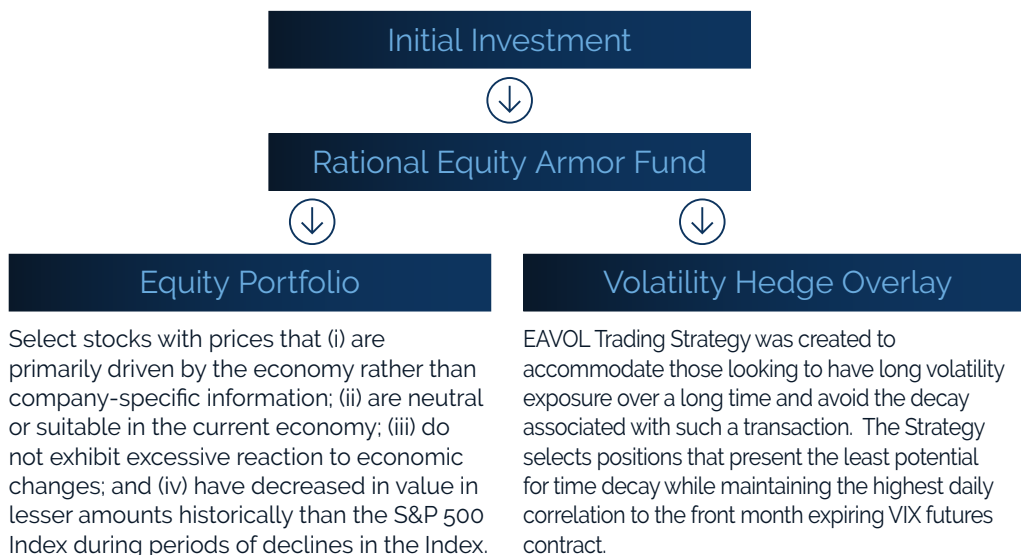 Initial Investment
Rational Equity Armor Fund
Equity Portfolio
Select stocks with prices that (i) are
primarily driven by the economy rather than
company-specific information; (ii) are neutral
or suitable in the current economy; (iii) do
not exhibit excessive reaction to economic
changes; and (iv) have decreased in value in
lesser amounts historically than the S&P 500
Index during periods of declines in the Index.
Volatility Hedge Overlay
EAVOL Trading Strategy was created to
accommodate those looking to have long volatility
exposure over a long time and avoid the decay
associated with such a transaction.  The Strategy
selects positions that present the least potential
for time decay while maintaining the highest daily
correlation to the front month expiring VIX futures
contract.